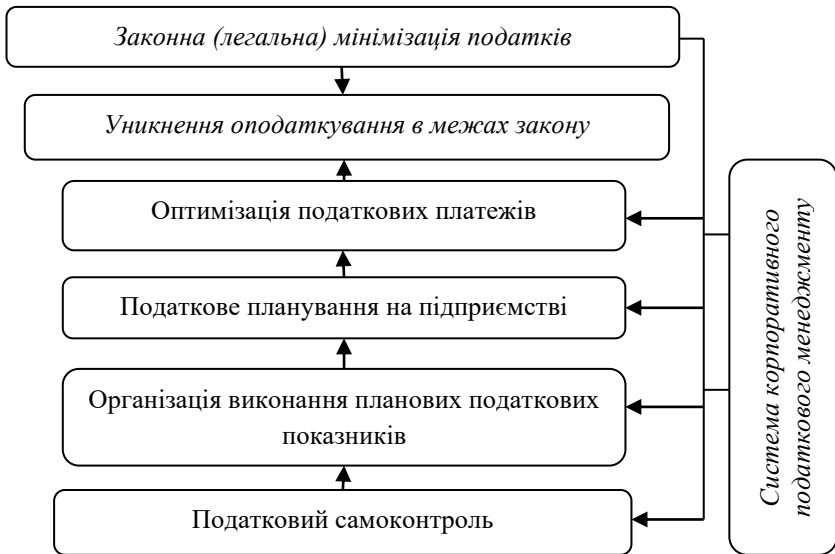 Законна (легальна) мінімізація податків
Уникнення оподаткування в межах закону
Оптимізація податкових платежів
Податкове планування на підприємстві
Організація виконання планових податкових
показників
Податковий самоконтроль
Система корпоративного
податкового менеджменту